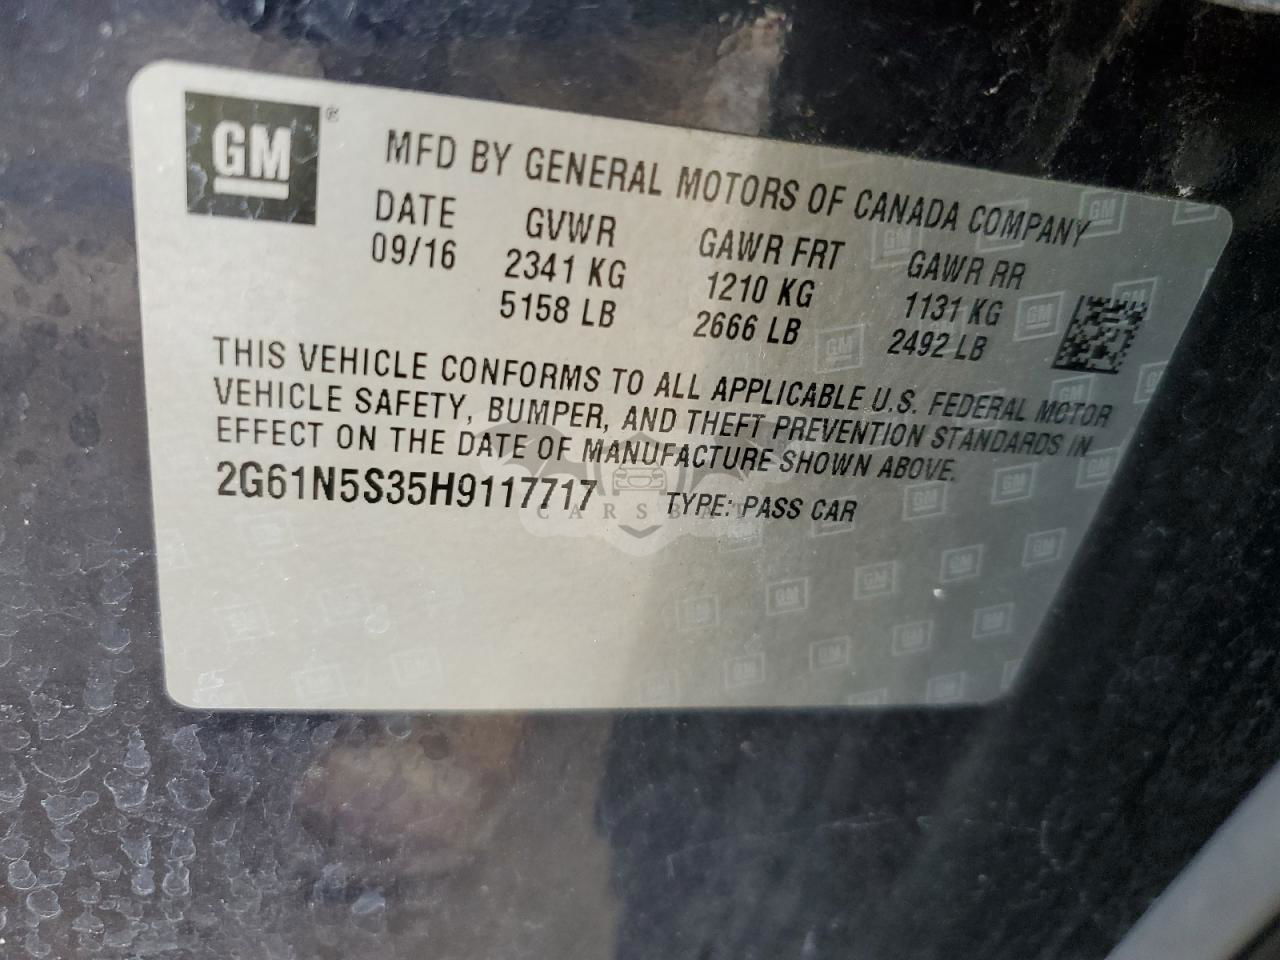 GM®
MFD BY GENERAL MOTORS OF CANADA COMPANY
DATE GVWR GAWR FRT GAWR RR
09/16 2341 KG 1210 KG 1131 KG
5158 LB 2666 LB 2492 LB
THIS VEHICLE CONFORMS TO ALL APPLICABLE U.S. FEDERAL MOTOR
VEHICLE SAFETY, BUMPER, AND THEFT PREVENTION STANDARDS IN
EFFECT ON THE DATE OF MANUFACTURE SHOWN ABOVE.
2G61N5S35H9117717 TYPE: PASS CAR
CARSBAT